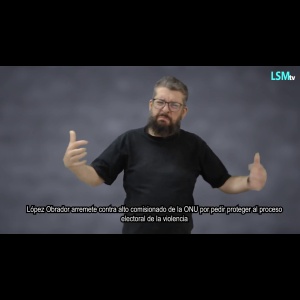 LSMtv
López Obrador arremete contra alto comisionado de la ONU por pedir proteger al proceso
electoral de la violencia